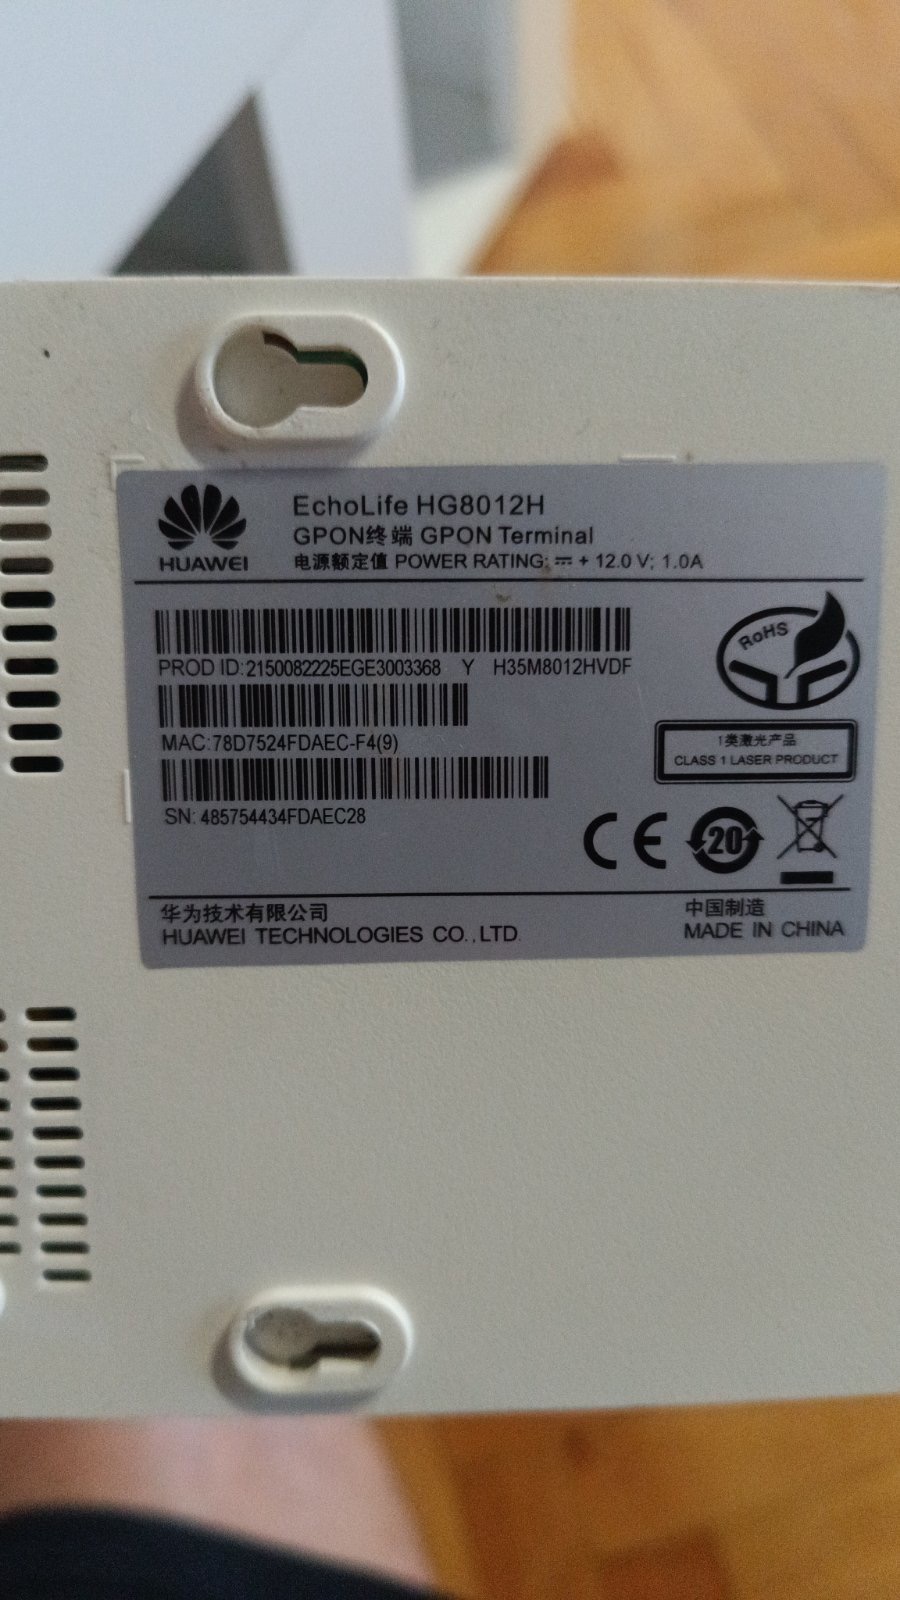 HUAWEI
EchoLife HG8012H
GPON终端 GPON Terminal
电源额定值 POWER RATING: ⎓ + 12.0 V; 1.0A
PROD ID:2150082225EGE3003368 Y H35M8012HVDF
RoHS
MAC:78D7524FDAEC-F4(9)
1类激光产品
CLASS 1 LASER PRODUCT
SN: 485754434FDAEC28
CE
20
华为技术有限公司
HUAWEI TECHNOLOGIES CO.,LTD.
中国制造
MADE IN CHINA